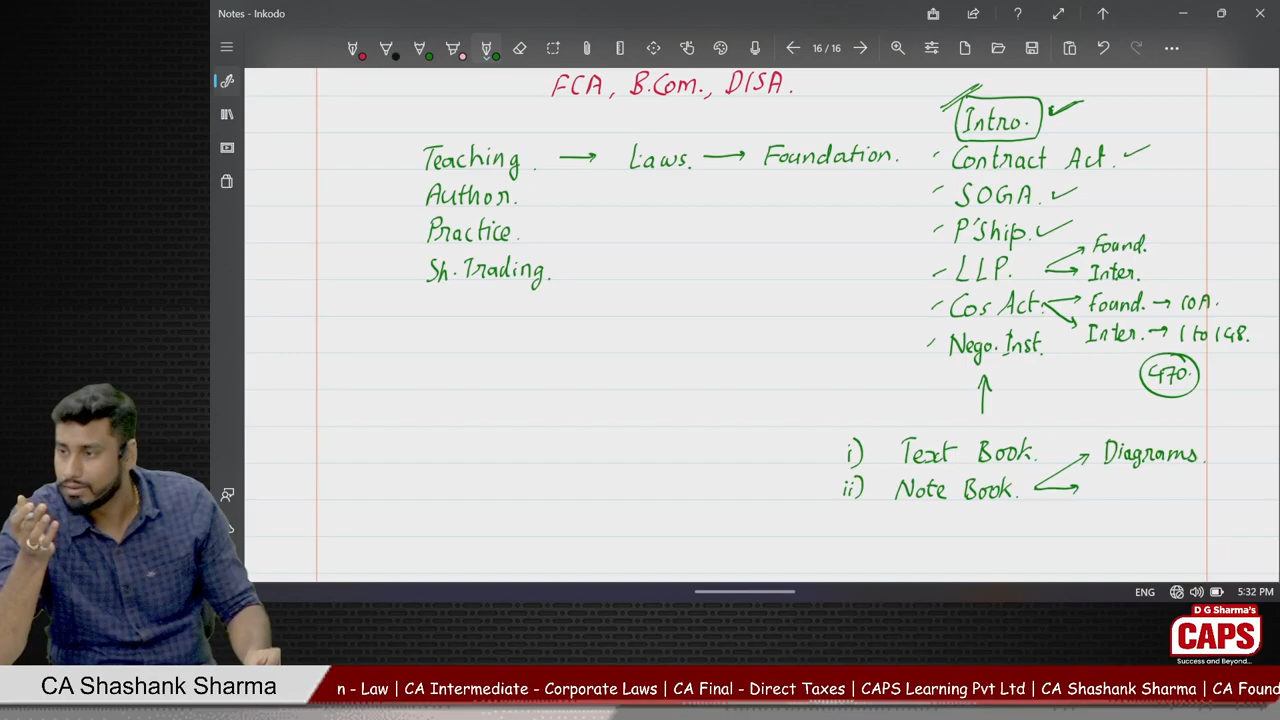 Notes - Inkodo
16/16
FCA, B.Com., DISA.
Teaching. → Laws. → Foundation.
Author.
Practice.
Sh. Trading.
Intro. ✓
Contract Act. ✓
SOGA. ✓
P'Ship. ✓
LLP. → Found.
→ Inter.
Cos Act. → Found. →
→ Inter. → 1 to 148.
470.
Nego. Inst.
i) Text Book.
ii) Note Book. → Diagrams.
ENG 5:32 PM
D G Sharma's
CAPS
Success and Beyond...
CA Shashank Sharma
n - Law | CA Intermediate - Corporate Laws | CA Final - Direct Taxes | CAPS Learning Pvt Ltd | CA Shashank Sharma | CA Found